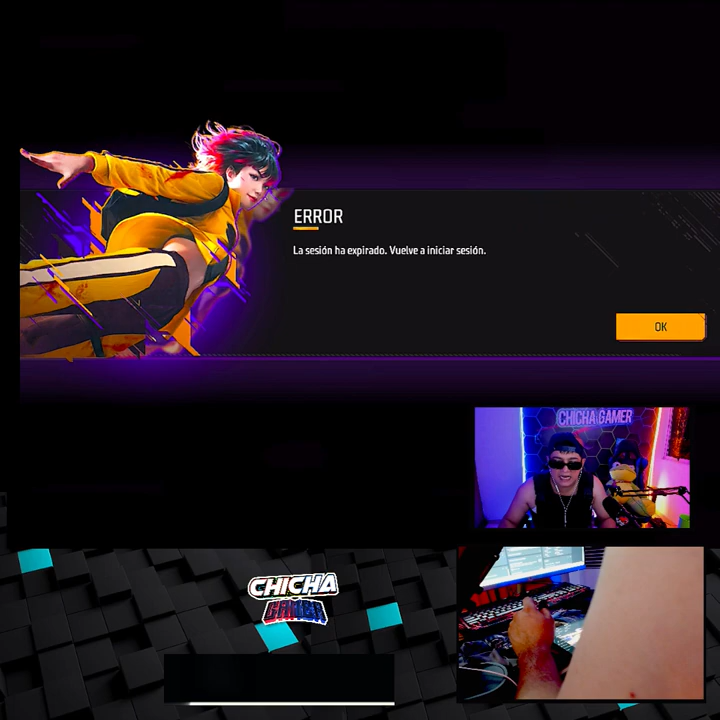 ERROR
La sesión ha expirado. Vuelve a iniciar sesión.
OK
CHICHA GAMER
CHICHA
GAMER